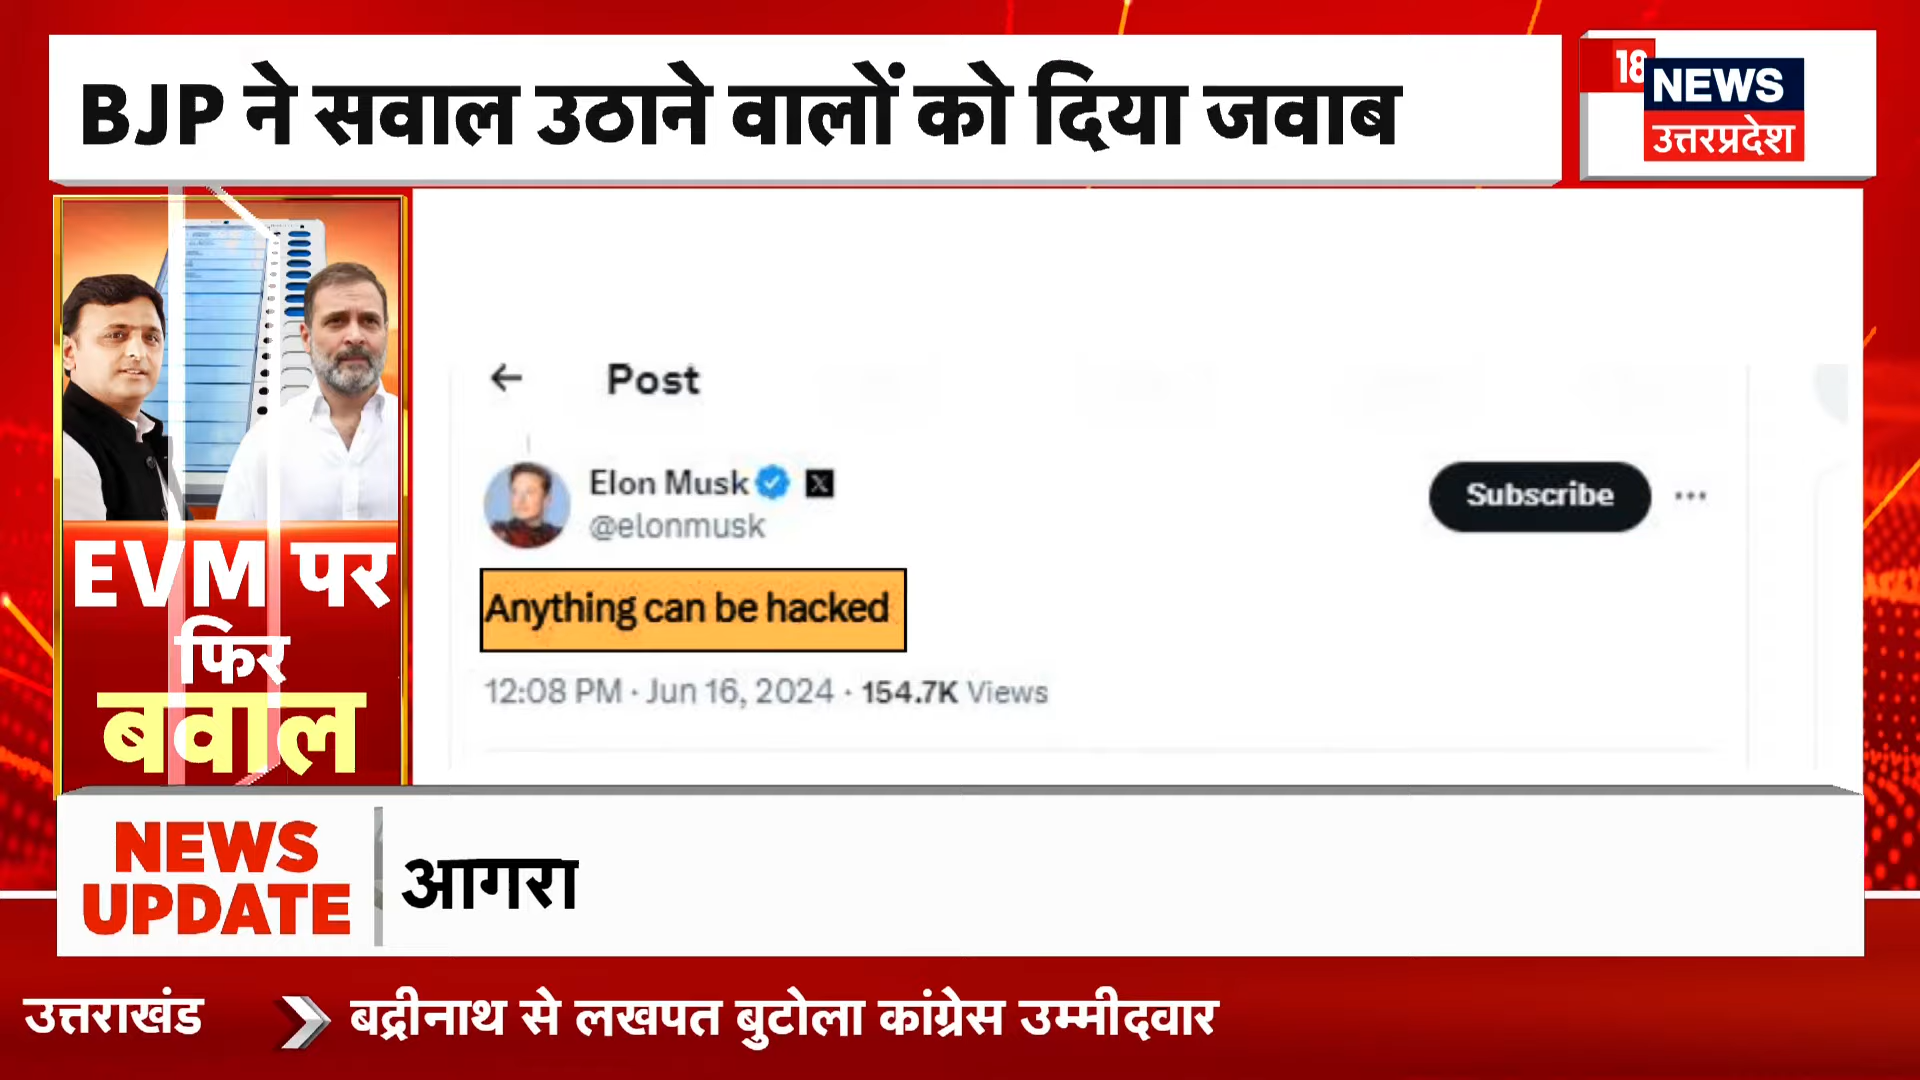 BJP ने सवाल उठाने वालों को दिया जवाब
18
NEWS
उत्तरप्रदेश
Post
Elon Musk X
@elonmusk
Subscribe
Anything can be hacked
12:08 PM · Jun 16, 2024 · 154.7K Views
EVM पर
फिर
बवाल
NEWS
UPDATE
आगरा
उत्तराखंड
बद्रीनाथ से लखपत बुटोला कांग्रेस उम्मीदवार